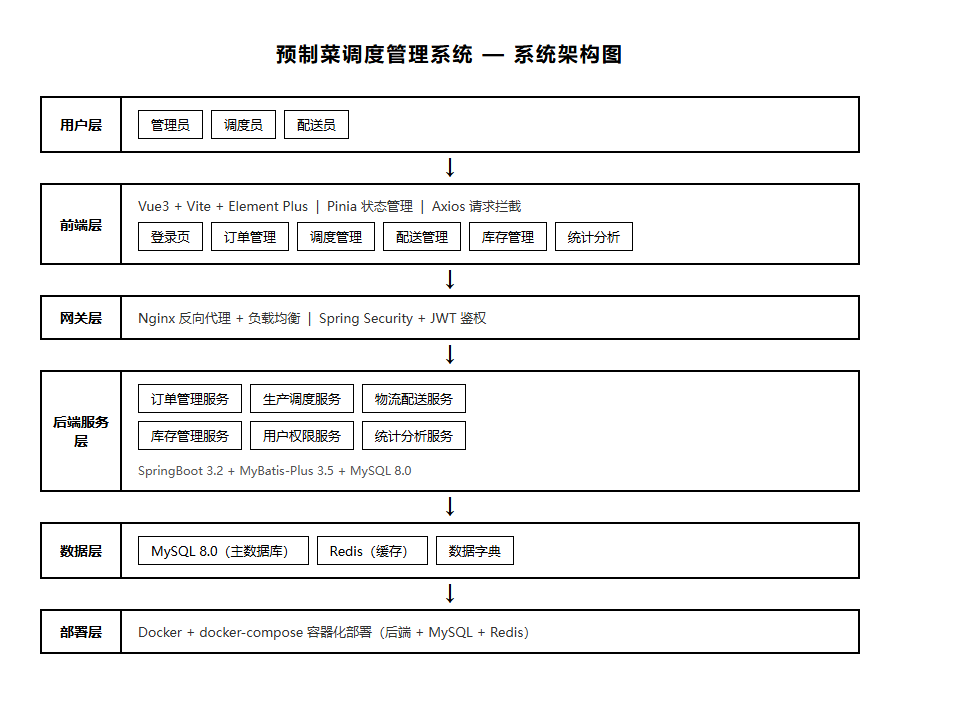 预制菜调度管理系统 — 系统架构图
用户层
管理员 调度员 配送员
↓
前端层
Vue3 + Vite + Element Plus | Pinia 状态管理 | Axios 请求拦截
登录页 订单管理 调度管理 配送管理 库存管理 统计分析
↓
网关层
Nginx 反向代理 + 负载均衡 | Spring Security + JWT 鉴权
↓
后端服务
层
订单管理服务 生产调度服务 物流配送服务
库存管理服务 用户权限服务 统计分析服务
SpringBoot 3.2 + MyBatis-Plus 3.5 + MySQL 8.0
↓
数据层
MySQL 8.0（主数据库） Redis（缓存） 数据字典
↓
部署层
Docker + docker-compose 容器化部署（后端 + MySQL + Redis）